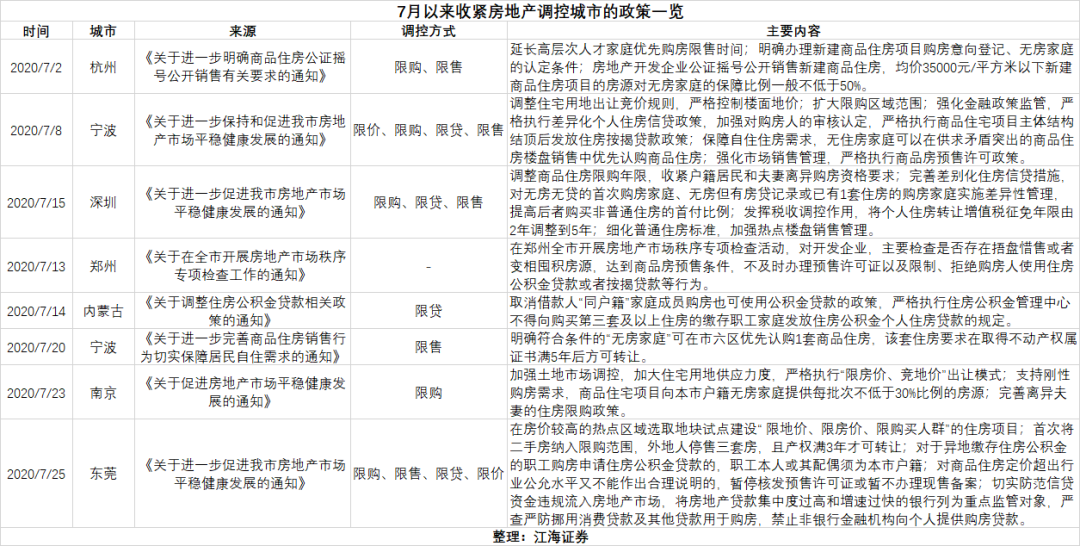 7月以来收紧房地产调控城市的政策一览
时间 城市 来源 调控方式 主要内容
2020/7/2 杭州 《关于进一步明确商品住房公证摇号公开销售有关要求的通知》 限购、限售
延长高层次人才家庭优先购房限售时间；明确办理新建商品住房项目购房意向登记、无房家庭
的认定条件；房地产开发企业公证摇号公开销售新建商品住房，均价35000元/平方米以下新建
商品住房项目的房源对无房家庭的保障比例一般不低于50%。
2020/7/8 宁波 《关于进一步保持和促进我市房地产市场平稳健康发展的通知》 限价、限购、限贷、限售
调整住宅用地出让竞价规则，严格控制楼面地价；扩大限购区域范围；强化金融政策监管，严
格执行差异化个人住房信贷政策，加强对购房人的审核认定，严格执行商品住宅项目主体结构
结顶后发放住房按揭贷款政策；保障自住住房需求，无住房家庭可以在供求矛盾突出的商品住
房楼盘销售中优先认购商品住房；强化市场销售管理，严格执行商品房预售许可政策。
2020/7/15 深圳 《关于进一步促进我市房地产市场平稳健康发展的通知》 限购、限贷、限售
调整商品住房限购年限，收紧户籍居民和夫妻离异购房资格要求；完善差别化住房信贷措施，
对无房无贷的首次购房家庭、无房但有房贷记录或已有1套住房的购房家庭实施差异性管理，
提高后者购买非普通住房的首付比例；发挥税收调控作用，将个人住房转让增值税征免年限由
2年调整到5年；细化普通住房标准，加强热点楼盘销售管理。
2020/7/13 郑州 《关于在全市开展房地产市场秩序专项检查工作的通知》 -
在郑州全市开展房地产市场秩序专项检查活动，对开发企业，主要检查是否存在捂盘惜售或者
变相囤积房源，达到商品房预售条件，不及时办理预售许可证以及限制、拒绝购房人使用住房
公积金贷款或者按揭贷款等行为。
2020/7/14 内蒙古 《关于调整住房公积金贷款相关政策的通知》 限贷
取消借款人“同户籍”家庭成员购房也可使用公积金贷款的政策，严格执行住房公积金管理中心
不得向购买第三套及以上住房的缴存职工家庭发放住房公积金个人住房贷款的规定。
2020/7/20 宁波 《关于进一步完善商品住房销售行为切实保障居民自住需求的通知》 限售
明确符合条件的“无房家庭”可在市六区优先认购1套商品住房，该套住房要求在取得不动产权属
证书满5年后方可转让。
2020/7/23 南京 《关于促进房地产市场平稳健康发展的通知》 限购
加强土地市场调控，加大住宅用地供应力度，严格执行“限房价、竞地价”出让模式；支持刚性
购房需求，商品住宅项目向本市户籍无房家庭提供每批次不低于30%比例的房源；完善离异夫
妻的住房限购政策。
2020/7/25 东莞 《关于进一步促进我市房地产市场平稳健康发展的通知》 限购、限售、限贷、限价
在房价较高的热点区域选取地块试点建设“ 限地价、限房价、限购买人群”的住房项目；首次将
二手房纳入限购范围，外地人停售三套房，且产权满3年才可转让；对于异地缴存住房公积金
的职工购房申请住房公积金贷款的，职工本人或其配偶须为本市户籍；对商品住房定价超出行
业公允水平又不能作出合理说明的，暂停核发预售许可证或暂不办理现售备案；切实防范信贷
资金违规流入房地产市场，将房地产贷款集中度过高和增速过快的银行列为重点监管对象，严
查严防挪用消费贷款及其他贷款用于购房，禁止非银行金融机构向个人提供购房贷款。
整理：江海证券